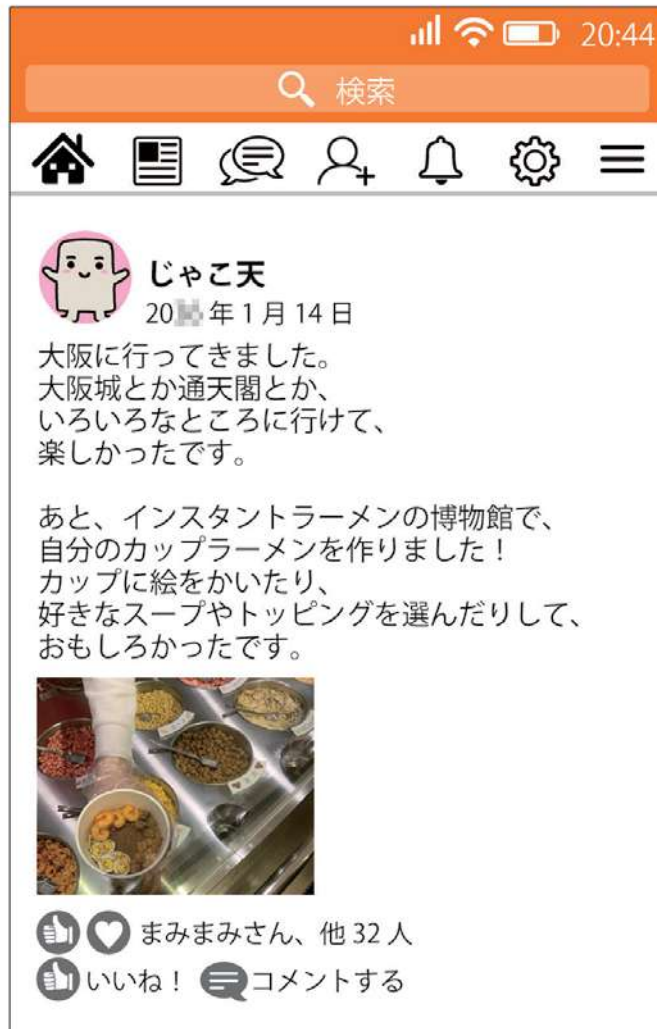 20:44
検索
じゃこ天
20 年 1 月 14 日
大阪に行ってきました。
大阪城とか通天閣とか、
いろいろなところに行けて、
楽しかったです。
あと、インスタントラーメンの博物館で、
自分のカップラーメンを作りました！
カップに絵をかいたり、
好きなスープやトッピングを選んだりして、
おもしろかったです。
まみまみさん、他 32 人
いいね！ コメントする